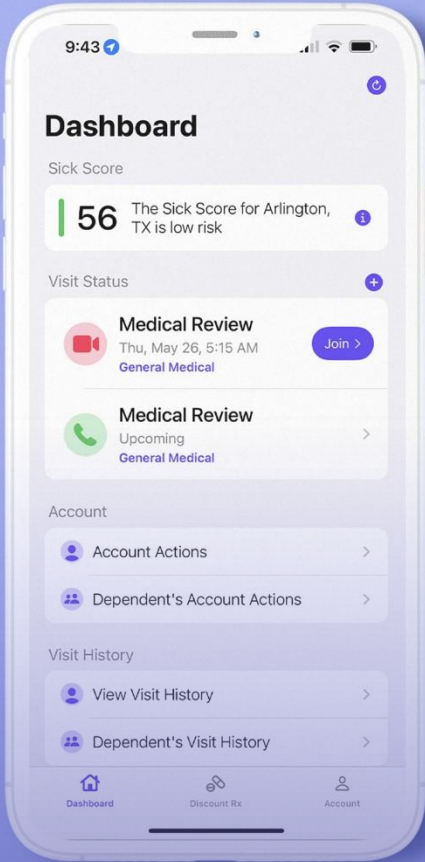 9:43
Dashboard
Sick Score
56
The Sick Score for Arlington,
TX is low risk
Visit Status
Medical Review
Thu, May 26, 5:15 AM
General Medical
Join >
Medical Review
Upcoming
General Medical
Account
Account Actions
Dependent's Account Actions
Visit History
View Visit History
Dependent's Visit History
Dashboard
Discount Rx
Account